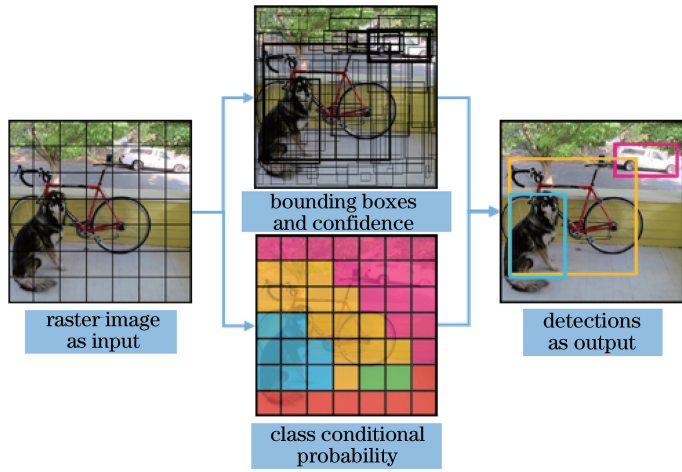 raster image
as input
bounding boxes
and confidence
class conditional
probability
detections
as output